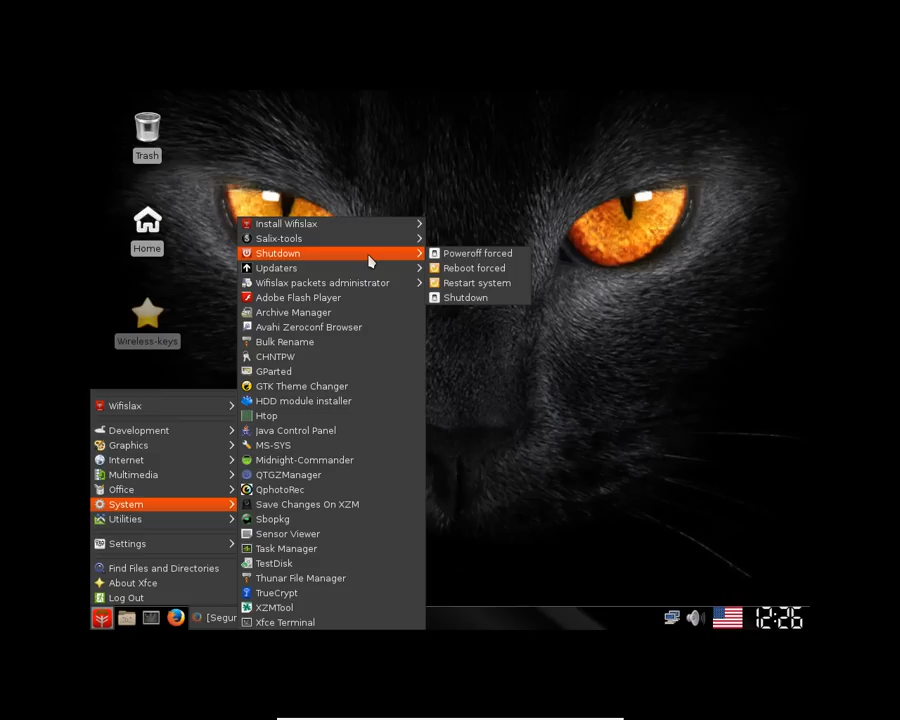 Trash
Home
Wireless-keys
Install Wifislax
Salix-tools
Shutdown
Updaters
Wifislax packets administrator
Adobe Flash Player
Archive Manager
Avahi Zeroconf Browser
Bulk Rename
CHNTPW
GParted
GTK Theme Changer
HDD module installer
Htop
Java Control Panel
MS-SYS
Midnight-Commander
QTGZManager
QphotoRec
Save Changes On XZM
Sbopkg
Sensor Viewer
Task Manager
TestDisk
Thunar File Manager
TrueCrypt
XZMTool
Xfce Terminal
Poweroff forced
Reboot forced
Restart system
Shutdown
Wifislax
Development
Graphics
Internet
Multimedia
Office
System
Utilities
Settings
Find Files and Directories
About Xfce
Log Out
[Segur
12:26